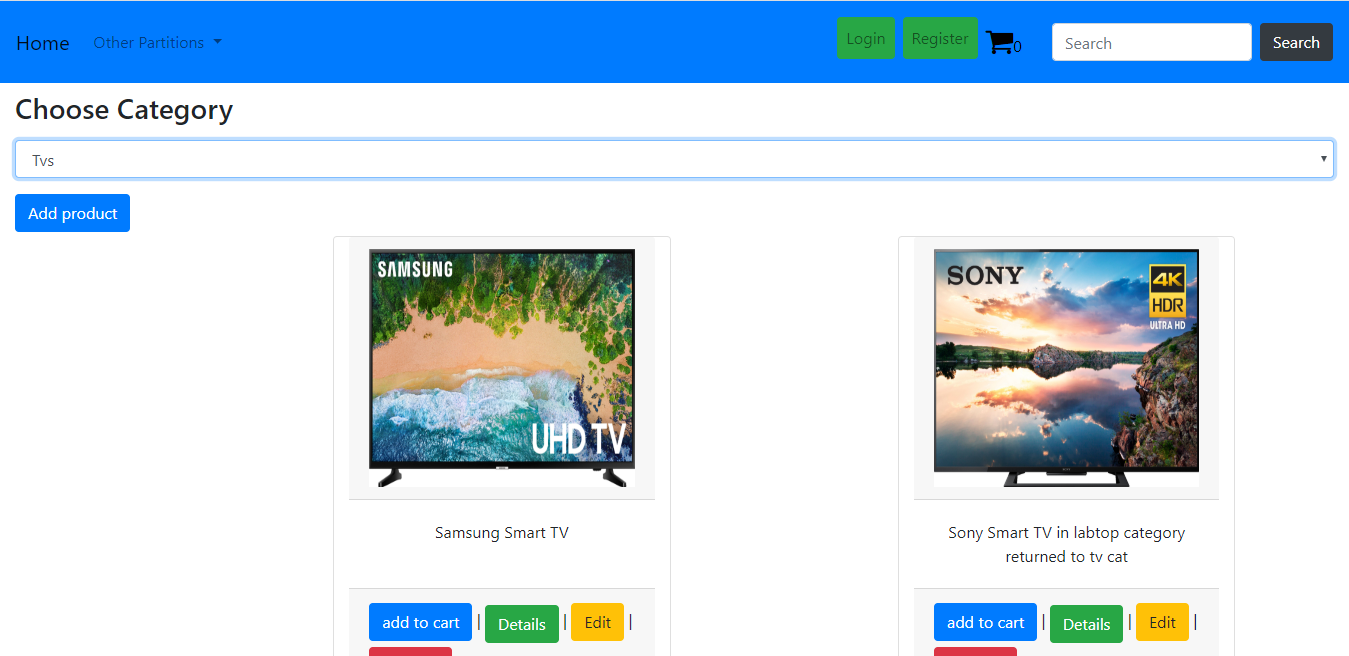 Home Other Partitions Login Register 0 Search Search
Choose Category
Tvs
Add product
SAMSUNG
UHD TV
SONY
4K
HDR
ULTRA HD
Samsung Smart TV
Sony Smart TV in labtop category
returned to tv cat
add to cart | Details | Edit |
add to cart | Details | Edit |